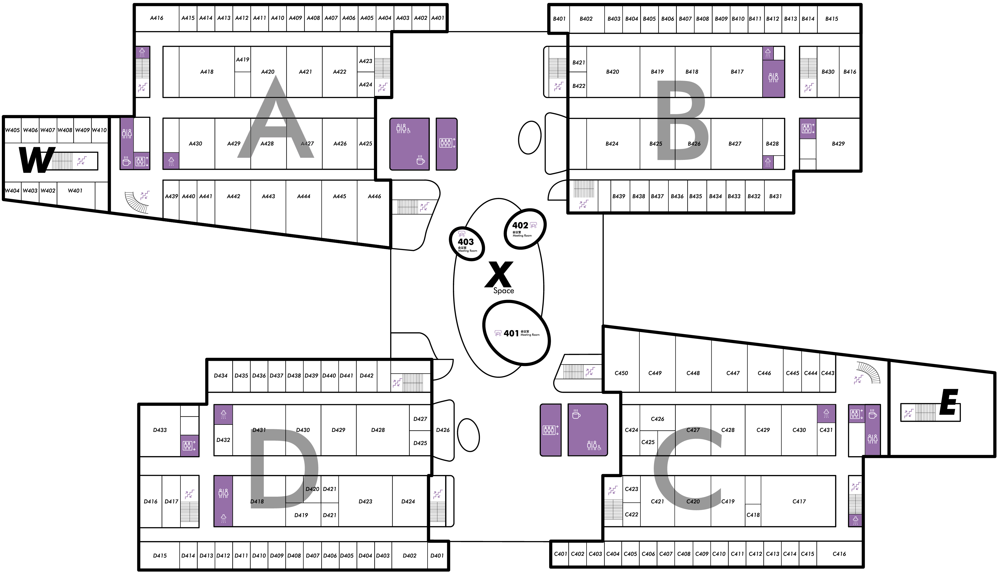 A416 A415 A414 A413 A412 A411 A410 A409 A408 A407 A406 A405 A404 A403 A402 A401
A418 A419 A420 A421 A422 A423
A424
A
A430 A429 A428 A427 A426 A425
A439 A440 A441 A442 A443 A444 A445 A446
W405 W406 W407 W408 W409 W410
W
W404 W403 W402 W401
B401 B402 B403 B404 B405 B406 B407 B408 B409 B410 B411 B412 B413 B414 B415
B421 B420 B419 B418 B417 B430 B416
B422
B
B424 B425 B426 B427 B428 B429
B439 B438 B437 B436 B435 B434 B433 B432 B431
402
会议室
Meeting Room
403
会议室
Meeting Room
X
Space
401 会议室
Meeting Room
D434 D435 D436 D437 D438 D439 D440 D441 D442
D433 D432 D431 D430 D429 D428 D427 D426
D425
D
D416 D417 D418 D420 D421 D423 D424
D419 D421
D415 D414 D413 D412 D411 D410 D409 D408 D407 D406 D405 D404 D403 D402 D401
C450 C449 C448 C447 C446 C445 C444 C443
E
C424 C426 C427 C428 C429 C430 C431
C425
C
C423 C421 C420 C419 C417
C422 C418
C401 C402 C403 C404 C405 C406 C407 C408 C409 C410 C411 C412 C413 C414 C415 C416